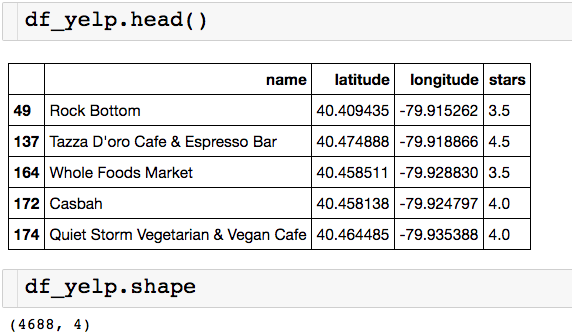 df_yelp.head()
name latitude longitude stars
49 Rock Bottom 40.409435 -79.915262 3.5
137 Tazza D'oro Cafe & Espresso Bar 40.474888 -79.918866 4.5
164 Whole Foods Market 40.458511 -79.928830 3.5
172 Casbah 40.458138 -79.924797 4.0
174 Quiet Storm Vegetarian & Vegan Cafe 40.464485 -79.935388 4.0
df_yelp.shape
(4688, 4)